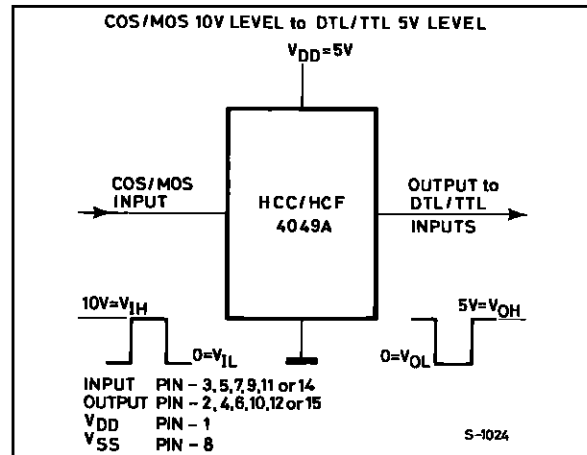 COS/MOS 10V LEVEL to DTL/TTL 5V LEVEL
VDD=5V
COS/MOS
INPUT
HCC/HCF
4049A
OUTPUT to
DTL/TTL
INPUTS
10V=VIH
0=VIL
5V=VOH
0=VOL
INPUT PIN - 3,5,7,9,11 or 14
OUTPUT PIN - 2,4,6,10,12 or 15
VDD PIN - 1
VSS PIN - 8
S-1024